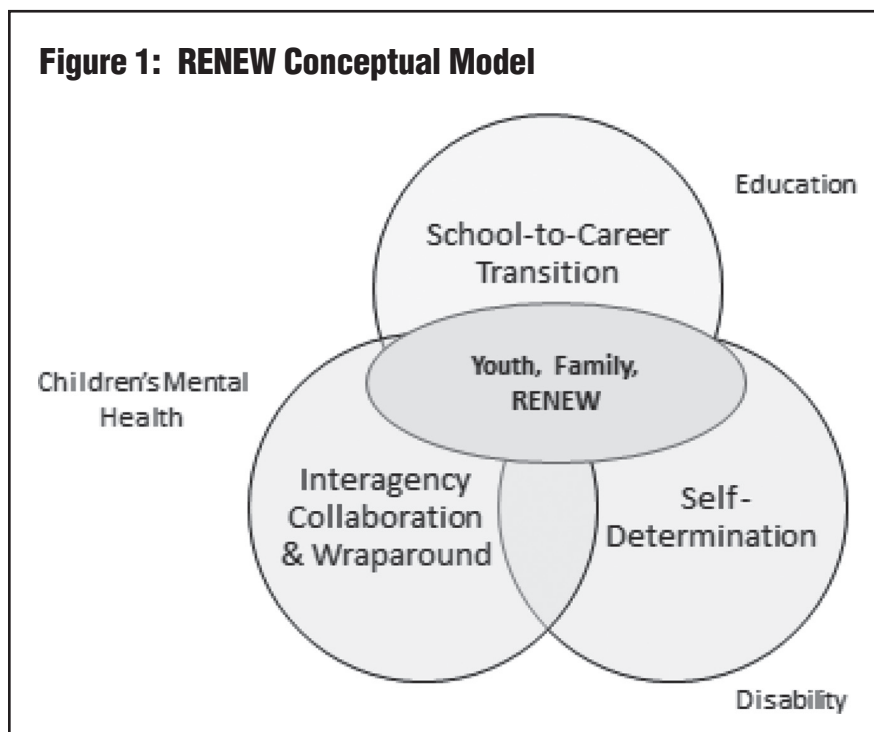 Figure 1: RENEW Conceptual Model
Education
School-to-Career
Transition
Youth, Family,
RENEW
Children's Mental
Health
Interagency
Collaboration
& Wraparound
Self-
Determination
Disability